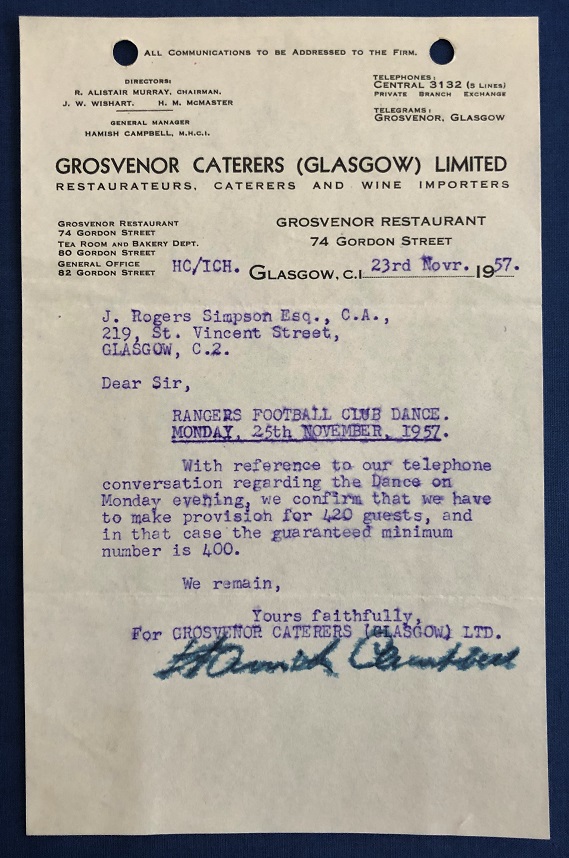 All Communications to be Addressed to the Firm.
DIRECTORS:
R. ALISTAIR MURRAY, CHAIRMAN.
J. W. WISHART. H. M. McMASTER
GENERAL MANAGER
HAMISH CAMPBELL, M.H.C.I.
TELEPHONES:
CENTRAL 3132 (5 LINES)
PRIVATE BRANCH EXCHANGE
TELEGRAMS:
GROSVENOR, GLASGOW
GROSVENOR CATERERS (GLASGOW) LIMITED
RESTAURATEURS, CATERERS AND WINE IMPORTERS
GROSVENOR RESTAURANT
74 GORDON STREET
TEA ROOM AND BAKERY DEPT.
80 GORDON STREET
GENERAL OFFICE
82 GORDON STREET
GROSVENOR RESTAURANT
74 GORDON STREET
HC/ICH. GLASGOW, C.I. 23rd Novr. 1957.
J. Rogers Simpson Esq., C.A.,
219, St. Vincent Street,
GLASGOW, C.2.
Dear Sir,
RANGERS FOOTBALL CLUB DANCE.
MONDAY, 25th NOVEMBER, 1957.
With reference to our telephone
conversation regarding the Dance on
Monday evening, we confirm that we have
to make provision for 420 guests, and
in that case the guaranteed minimum
number is 400.
We remain,
Yours faithfully,
For GROSVENOR CATERERS (GLASGOW) LTD.
Hamish Campbell